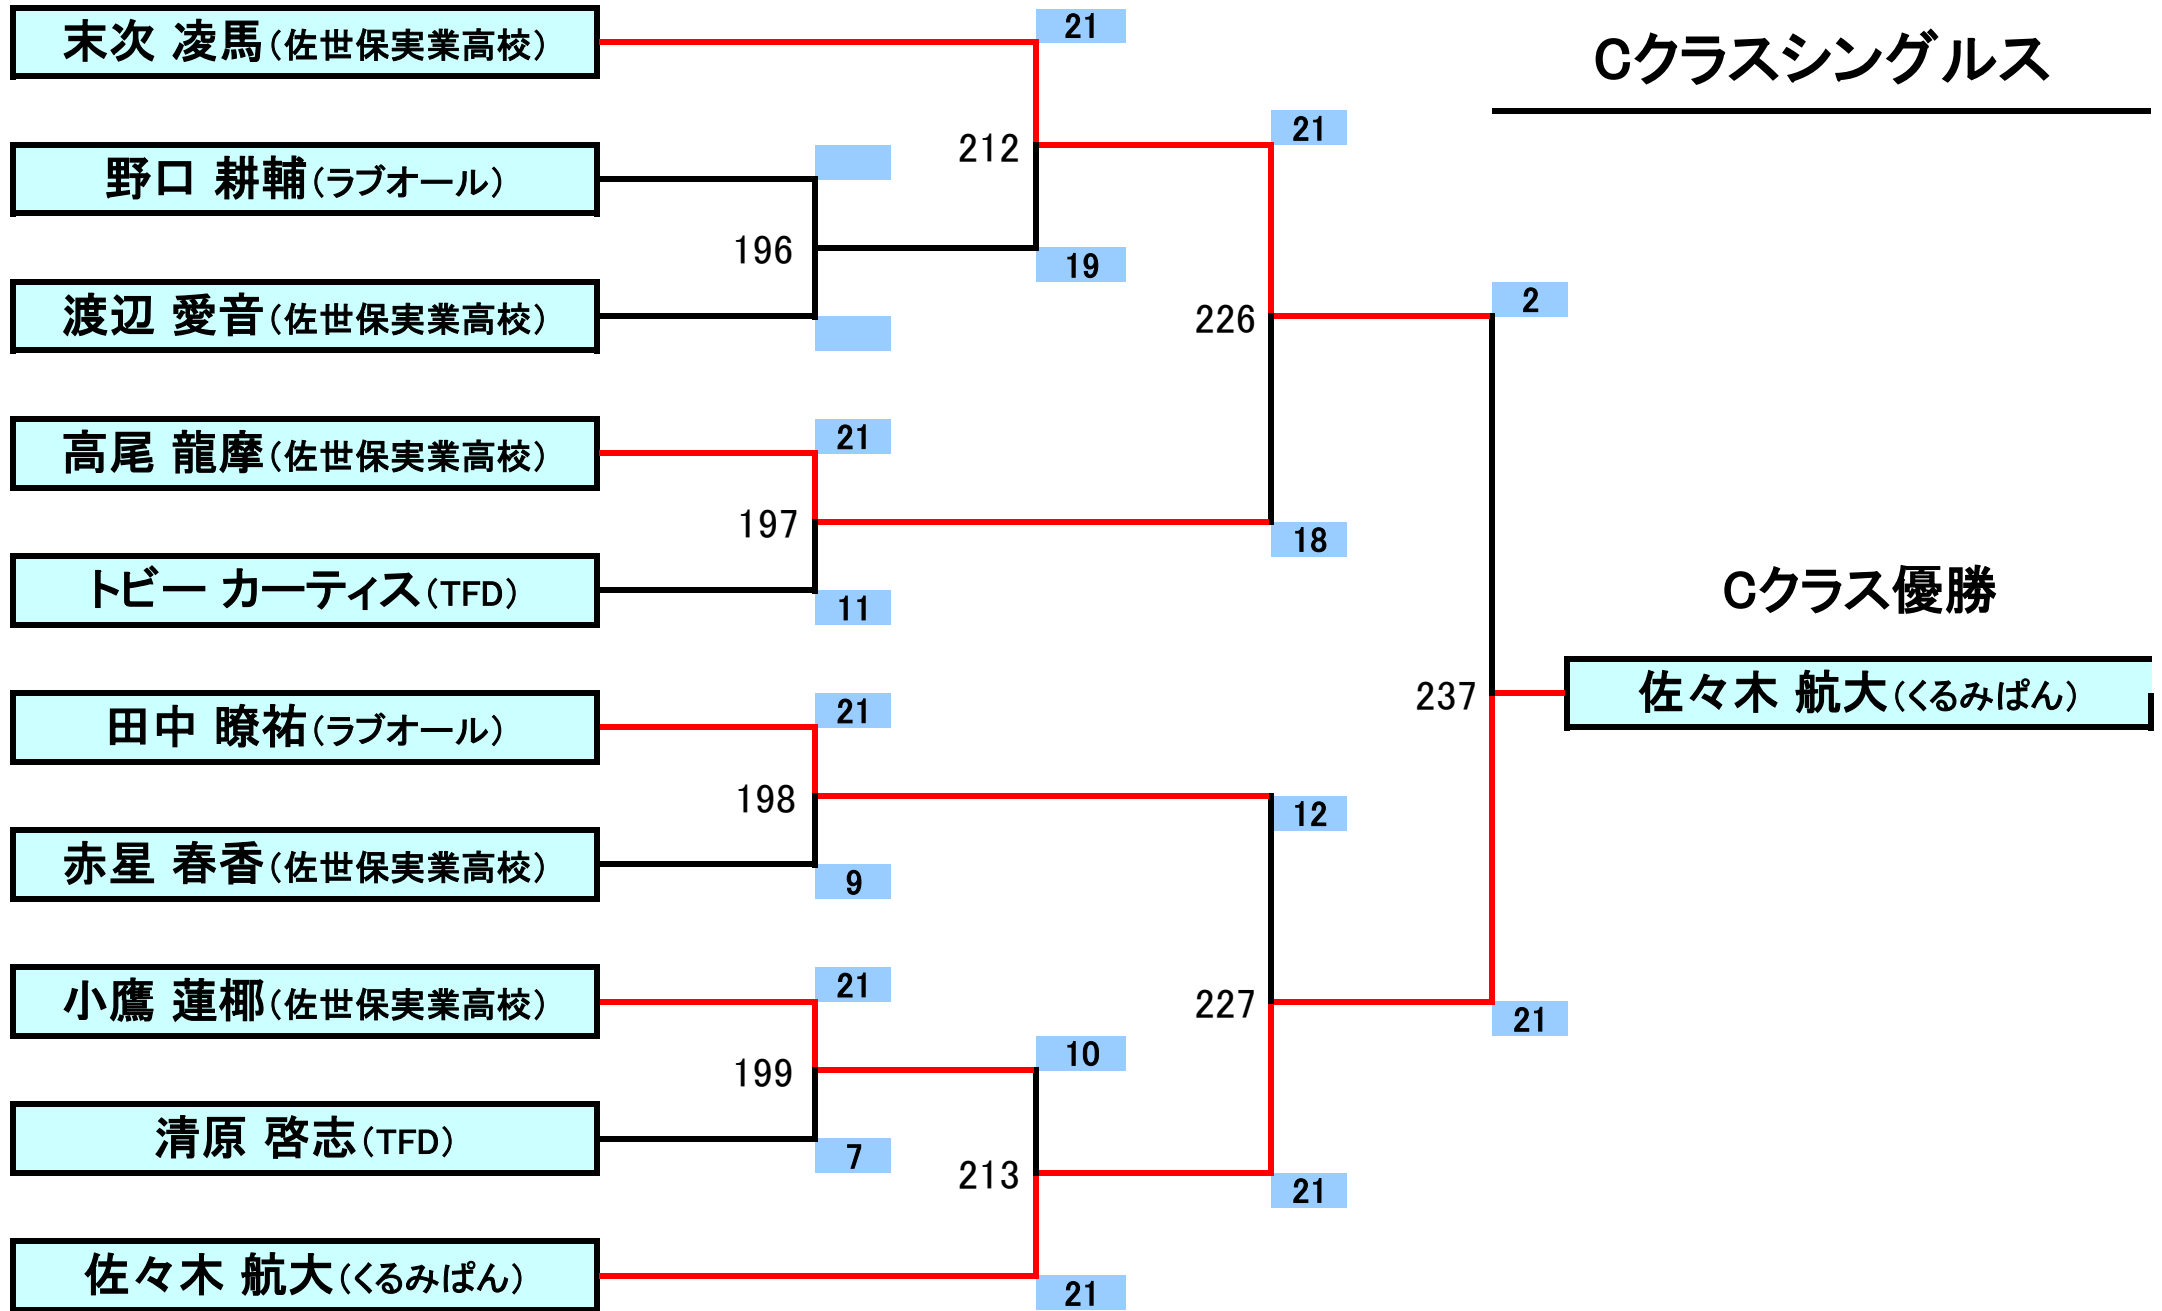 Cクラスシングルス
末次 凌馬(佐世保実業高校)
21
212
21
野口 耕輔(ラブオール)
196
19
渡辺 愛音(佐世保実業高校)
226
2
高尾 龍摩(佐世保実業高校)
21
197
18
トビー カーティス(TFD)
11
Cクラス優勝
237
佐々木 航大(くるみぱん)
田中 瞭祐(ラブオール)
21
198
12
赤星 春香(佐世保実業高校)
9
小鷹 蓮梛(佐世保実業高校)
21
227
21
199
10
清原 啓志(TFD)
7
213
21
佐々木 航大(くるみぱん)
21